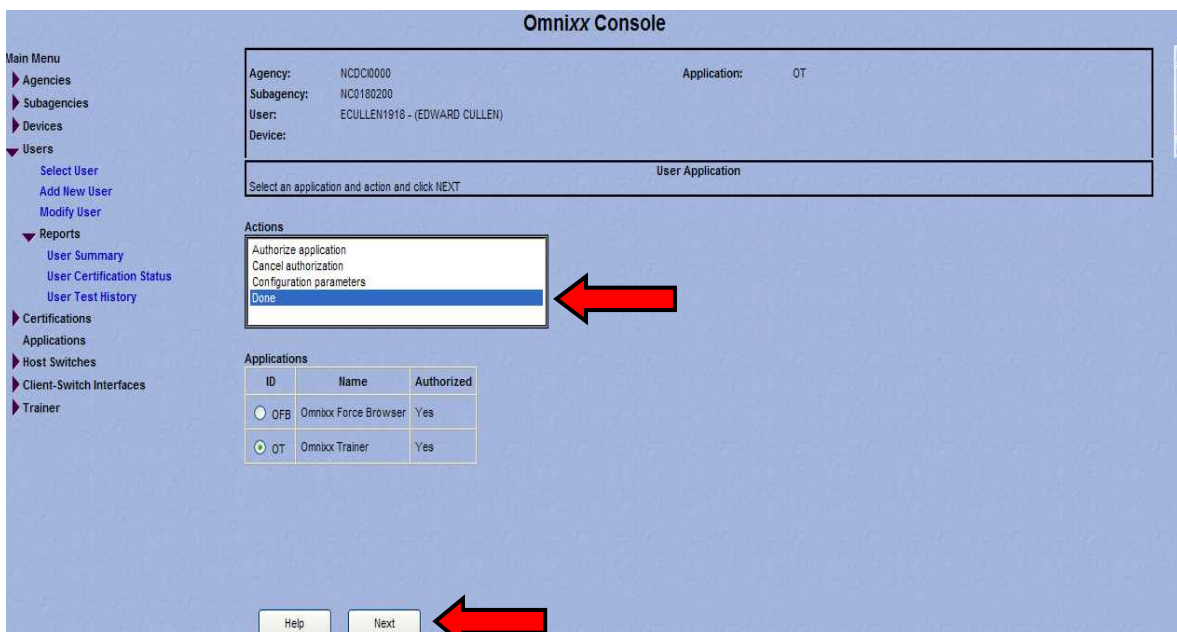 Omnixx Console
Main Menu
Agencies
Subagencies
Devices
Users
Select User
Add New User
Modify User
Reports
User Summary
User Certification Status
User Test History
Certifications
Applications
Host Switches
Client-Switch Interfaces
Trainer
Agency: NCDCI0000 Application: OT
Subagency: NC0180200
User: ECULLEN1918 - (EDWARD CULLEN)
Device:
User Application
Select an application and action and click NEXT
Actions
Authorize application
Cancel authorization
Configuration parameters
Done
Applications
ID Name Authorized
OFB Omnixx Force Browser Yes
OT Omnixx Trainer Yes
Help Next